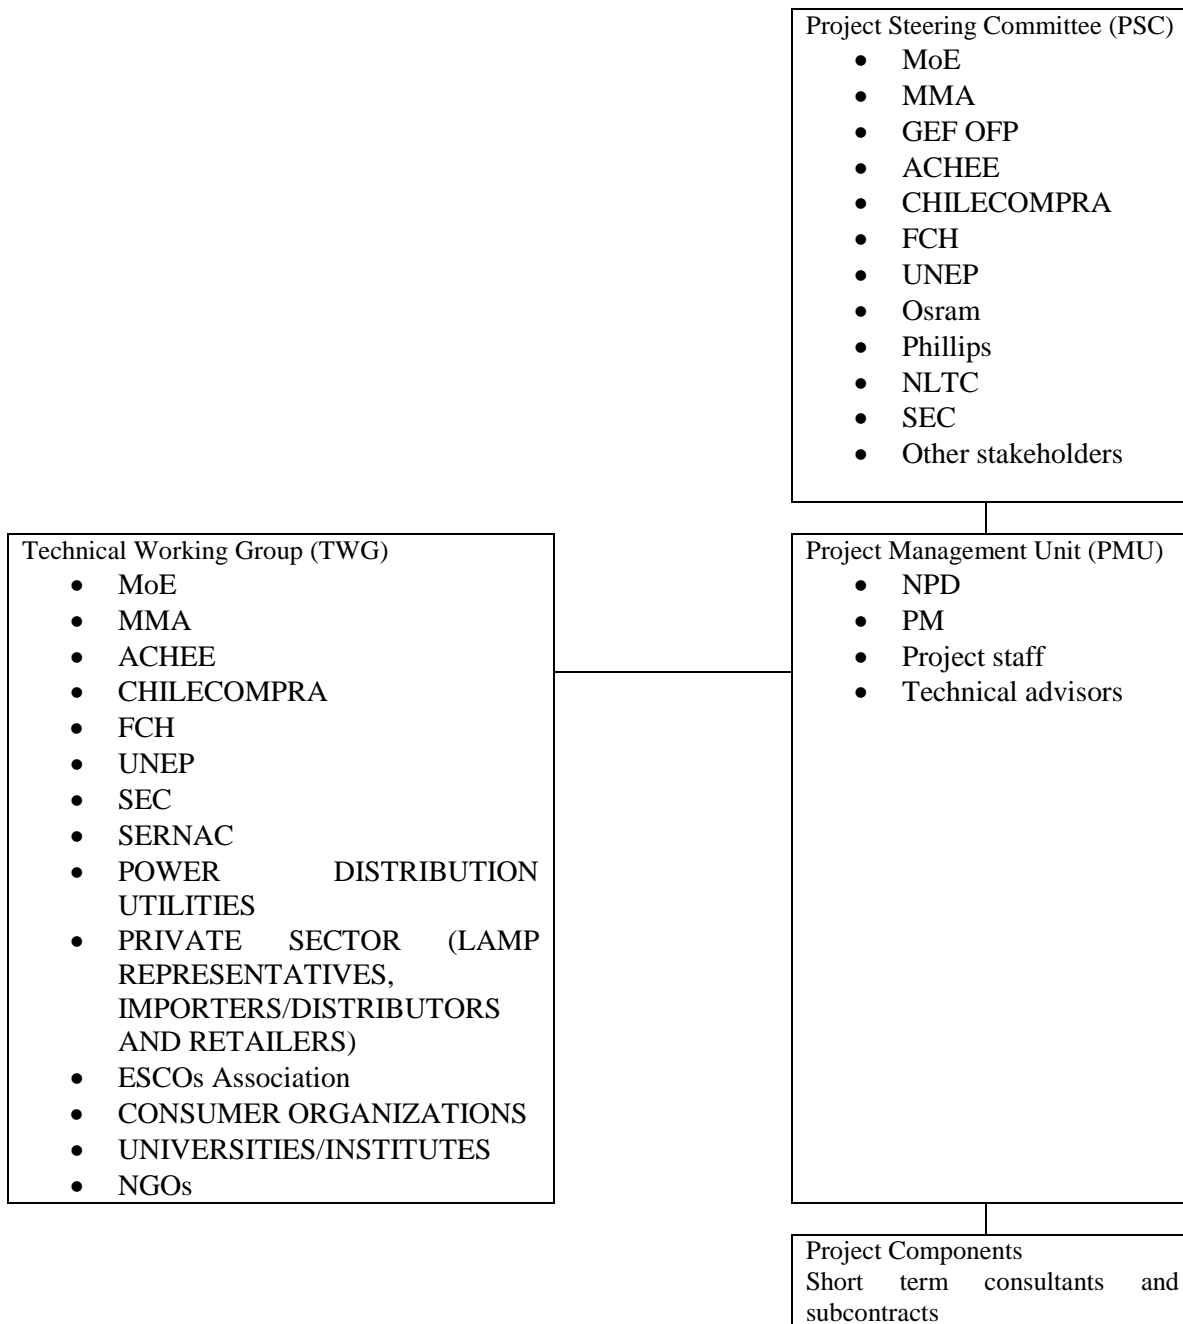 Project Steering Committee (PSC)
• MoE
• MMA
• GEF OFP
• ACHEE
• CHILECOMPRA
• FCH
• UNEP
• Osram
• Phillips
• NLTC
• SEC
• Other stakeholders
Technical Working Group (TWG)
• MoE
• MMA
• ACHEE
• CHILECOMPRA
• FCH
• UNEP
• SEC
• SERNAC
• POWER DISTRIBUTION
UTILITIES
• PRIVATE SECTOR (LAMP
REPRESENTATIVES,
IMPORTERS/DISTRIBUTORS
AND RETAILERS)
• ESCOs Association
• CONSUMER ORGANIZATIONS
• UNIVERSITIES/INSTITUTES
• NGOs
Project Management Unit (PMU)
• NPD
• PM
• Project staff
• Technical advisors
Project Components
Short term consultants and
subcontracts